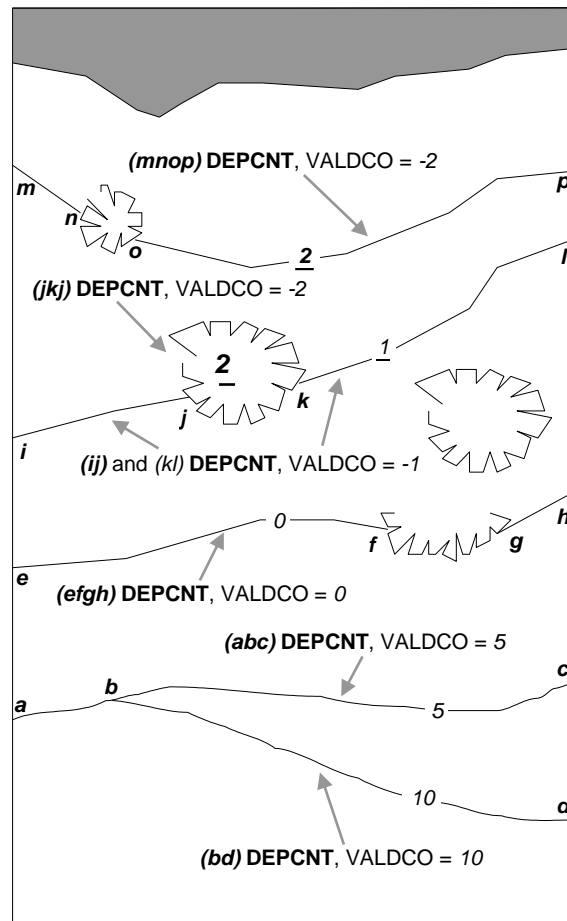 (mnop) DEPCNT, VALDCO = -2
m
p
n
o
2
l
(jkj) DEPCNT, VALDCO = -2
2
1
k
j
i
(ij) and (kl) DEPCNT, VALDCO = -1
h
0
f
g
e
(efgh) DEPCNT, VALDCO = 0
(abc) DEPCNT, VALDCO = 5
c
b
a
5
10
d
(bd) DEPCNT, VALDCO = 10